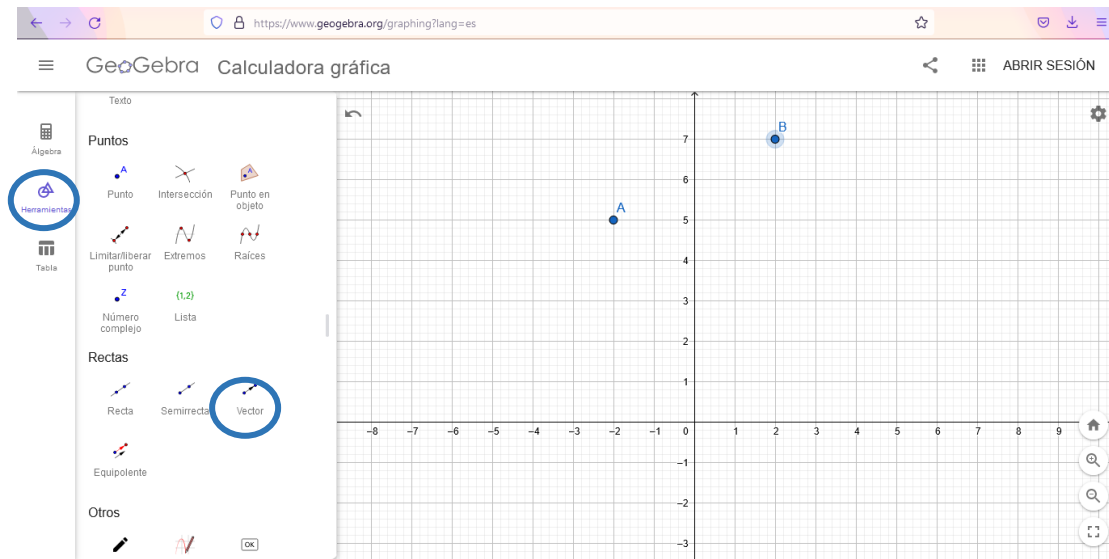 https://www.geogebra.org/graphing?lang=es
GeoGebra Calculadora gráfica
ABRIR SESIÓN
Álgebra
Herramientas
Tabla
Texto
Puntos
A
Punto
Intersección
A
Punto en
objeto
Limitar/liberar
punto
Extremos
Raíces
Z
Número
complejo
{1,2}
Lista
Rectas
Recta
Semirrecta
Vector
Equipolente
Otros
OK
B
A
7
6
5
4
3
2
1
−8 −7 −6 −5 −4 −3 −2 −1 0 1 2 3 4 5 6 7 8 9
−1
−2
−3